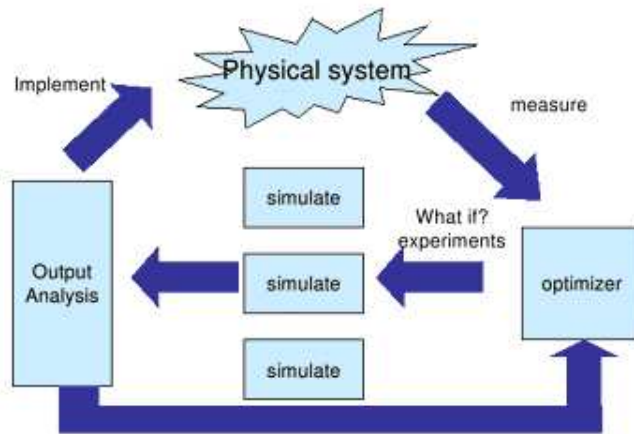 Physical system
Implement
measure
simulate
What if?
experiments
Output
Analysis
simulate
optimizer
simulate